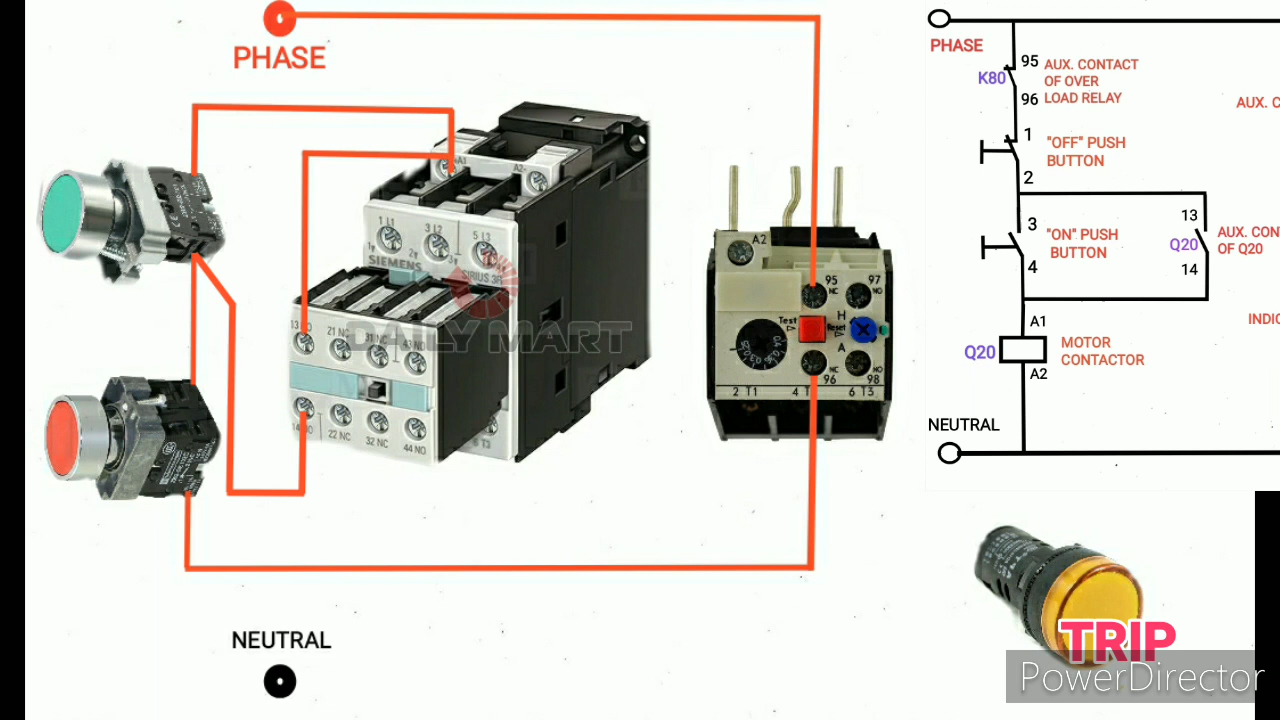 PHASE
A1
A2
1 L1
3 L2
5 L3
SIEMENS
SIRIUS 3R
13 NO
21 NC
31 NC
43 NO
14 NO
22 NC
32 NC
44 NO
DAILY MART
A2
95
NC
97
NO
Test
H
Reset
A
NC
96
NO
98
2 T1
4 T
6 T3
NEUTRAL
PHASE
95
K80
96
AUX. CONTACT
OF OVER
LOAD RELAY
AUX. C
1
2
"OFF" PUSH
BUTTON
3
4
"ON" PUSH
BUTTON
13
Q20
14
AUX. CON
OF Q20
A1
Q20
A2
MOTOR
CONTACTOR
INDIC
NEUTRAL
TRIP
PowerDirector